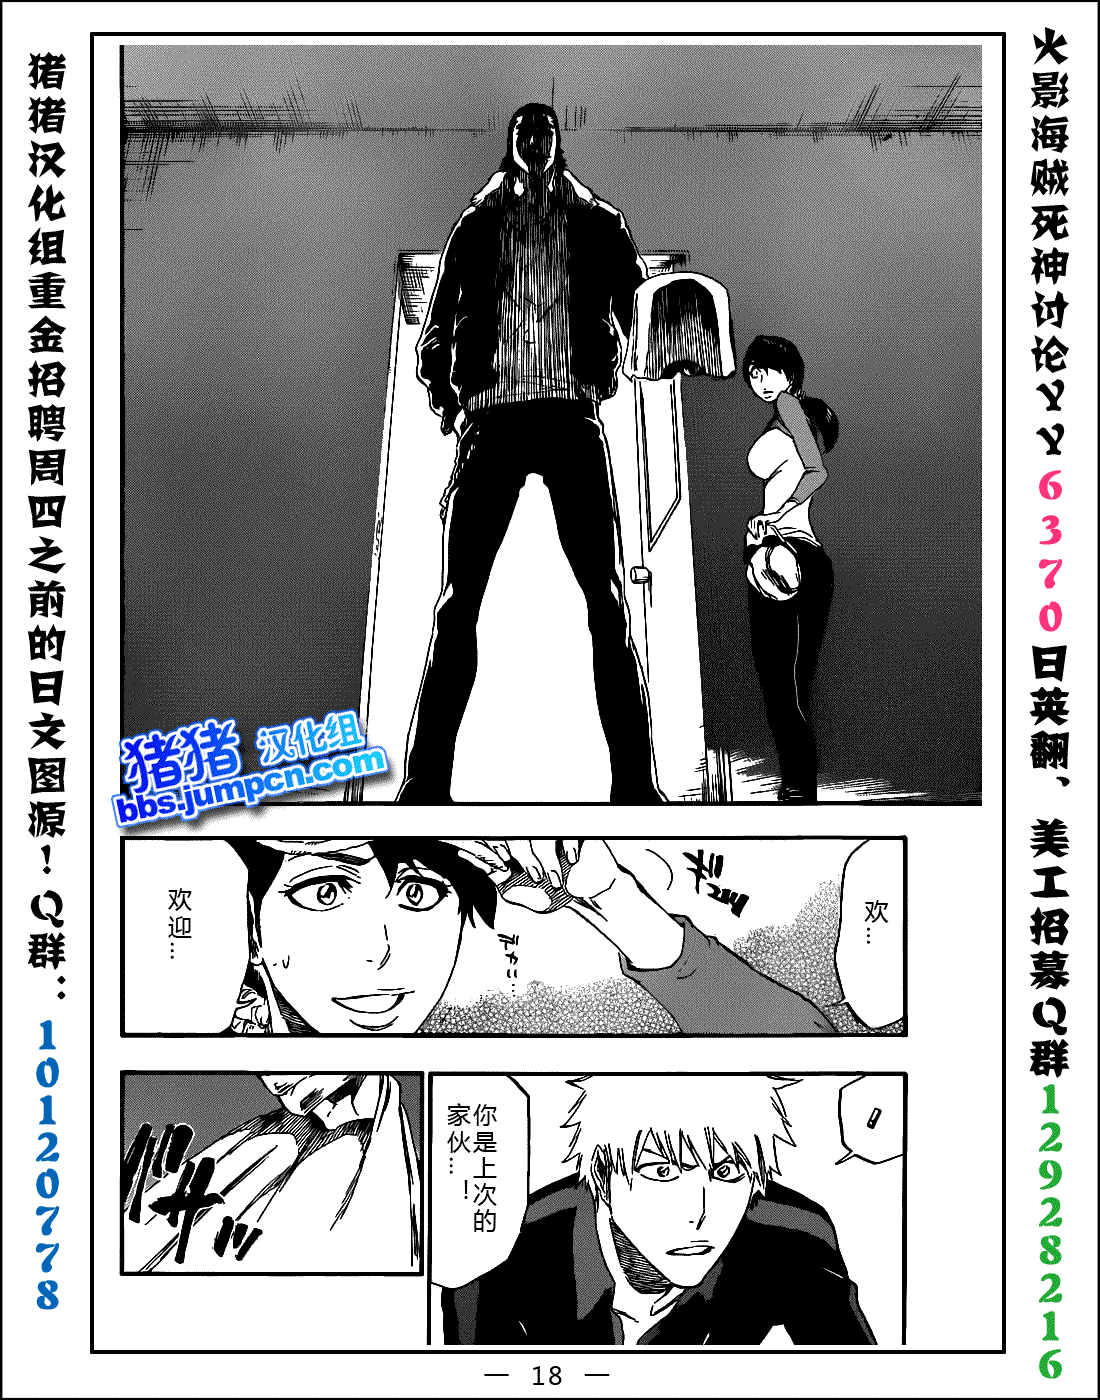 火影海贼死神讨论YY6370日英翻、美工招募Q群12928216
猪猪汉化组重金招聘周四之前的日文图源！Q群：10120778
猪猪 汉化组
bbs.jumpcn.com
欢…
欢迎…
你是上次的
家伙…！
— 18 —